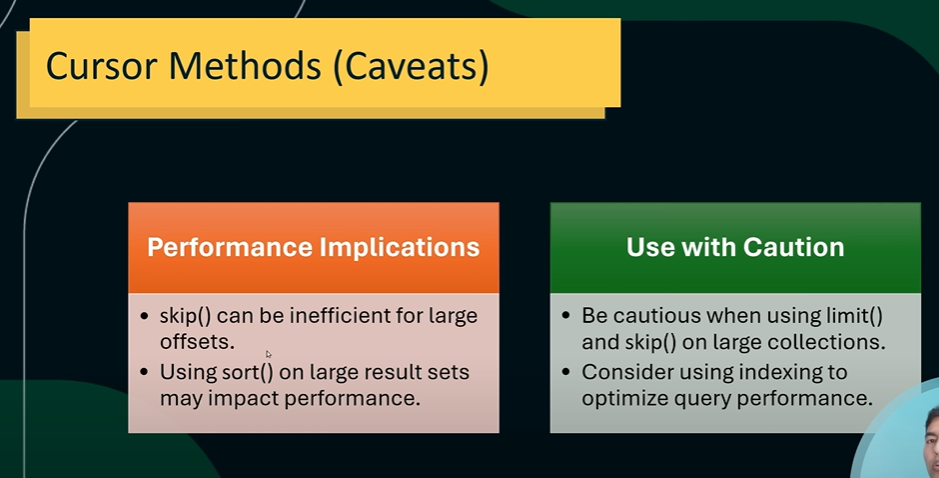 Cursor Methods (Caveats)
Performance Implications
• skip() can be inefficient for large
offsets.
• Using sort() on large result sets
may impact performance.
Use with Caution
• Be cautious when using limit()
and skip() on large collections.
• Consider using indexing to
optimize query performance.